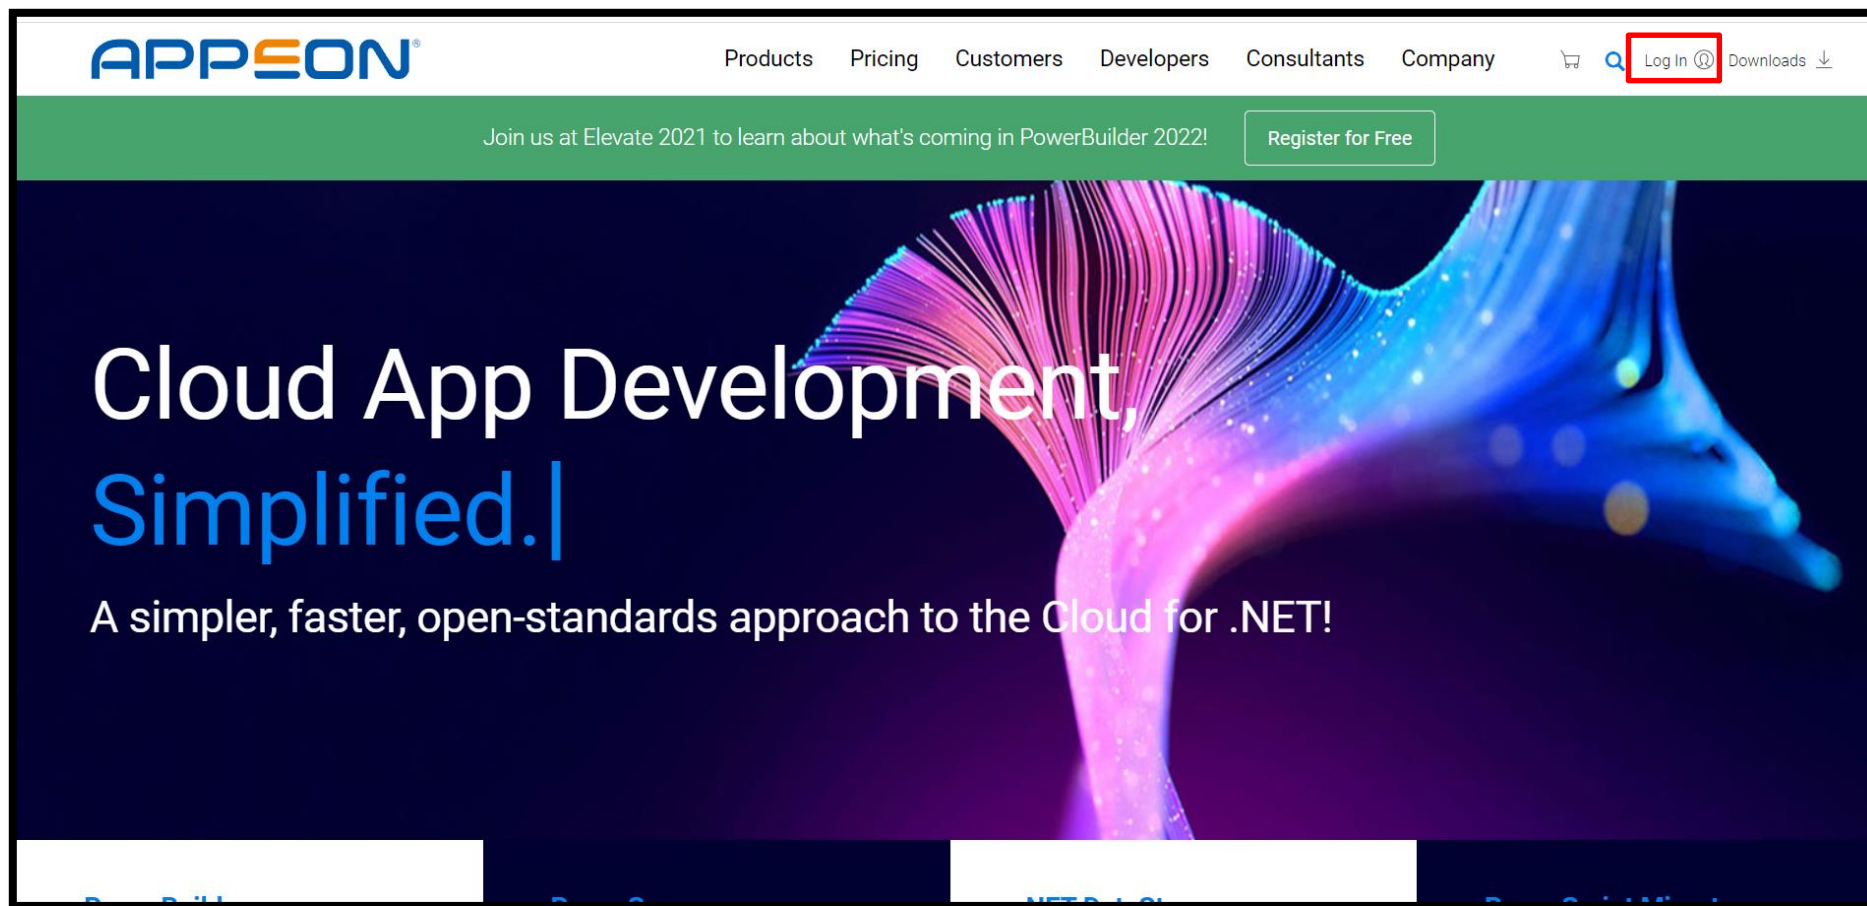 APPEON®
Products Pricing Customers Developers Consultants Company Log In Downloads
Join us at Elevate 2021 to learn about what's coming in PowerBuilder 2022! Register for Free
Cloud App Development,
Simplified.
A simpler, faster, open-standards approach to the Cloud for .NET!